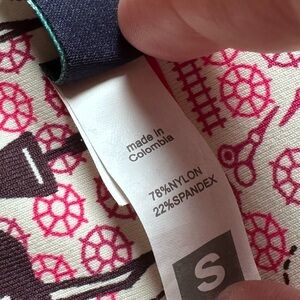 made in
Colombia
78%NYLON
22%SPANDEX
S